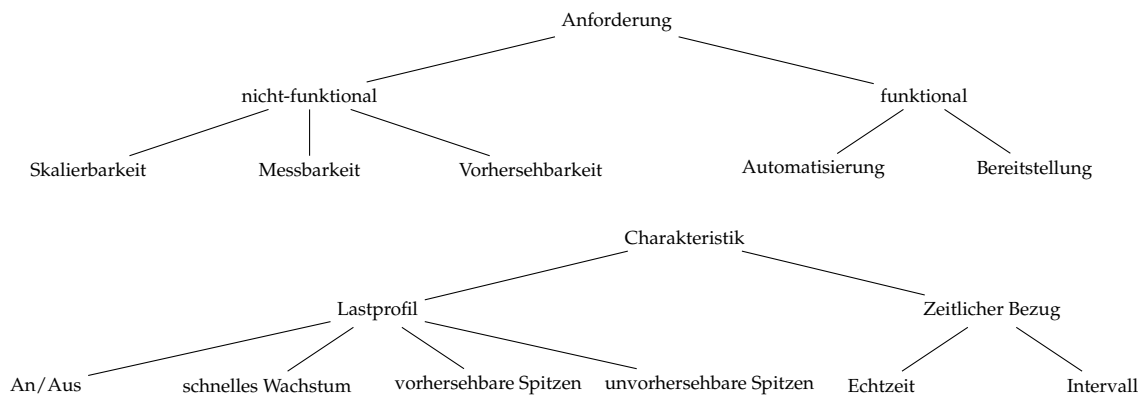 Anforderung
nicht-funktional funktional
Skalierbarkeit Messbarkeit Vorhersehbarkeit Automatisierung Bereitstellung
Charakteristik
Lastprofil Zeitlicher Bezug
An/Aus schnelles Wachstum vorhersehbare Spitzen unvorhersehbare Spitzen Echtzeit Intervall